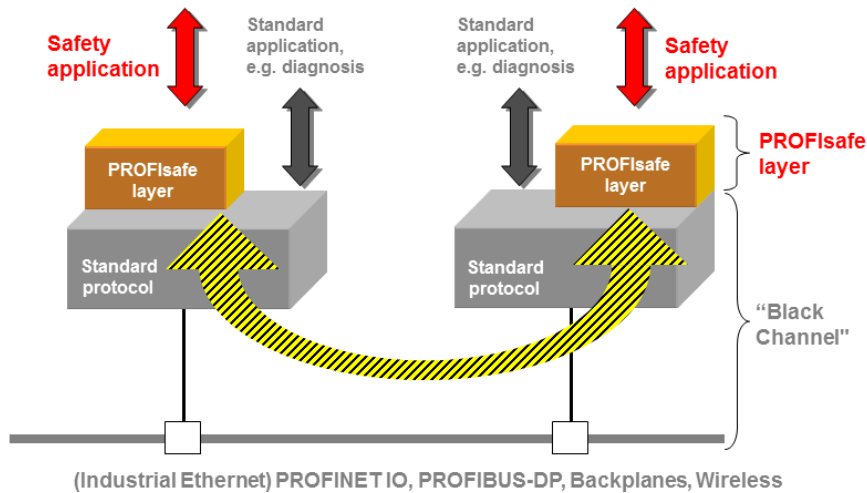 Safety
application
Standard
application,
e.g. diagnosis
Standard
application,
e.g. diagnosis
Safety
application
PROFIsafe
layer
PROFIsafe
layer
PROFIsafe
layer
Standard
protocol
Standard
protocol
“Black
Channel"
(Industrial Ethernet) PROFINET IO, PROFIBUS-DP, Backplanes, Wireless